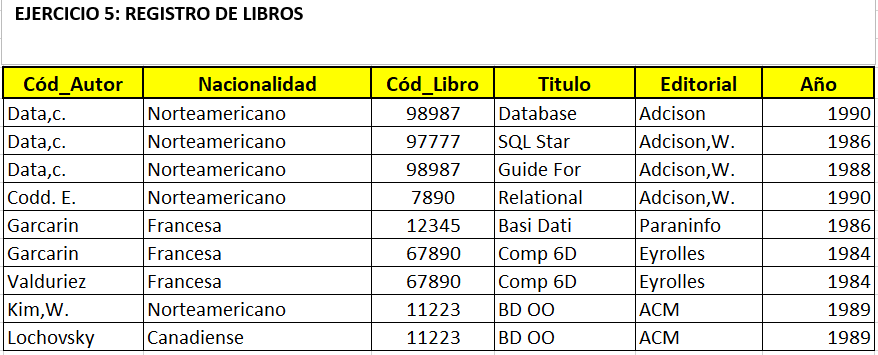 EJERCICIO 5: REGISTRO DE LIBROS
Cód_Autor Nacionalidad Cód_Libro Titulo Editorial Año
Data,c. Norteamericano 98987 Database Adcison 1990
Data,c. Norteamericano 97777 SQL Star Adcison,W. 1986
Data,c. Norteamericano 98987 Guide For Adcison,W. 1988
Codd. E. Norteamericano 7890 Relational Adcison,W. 1990
Garcarin Francesa 12345 Basi Dati Paraninfo 1986
Garcarin Francesa 67890 Comp 6D Eyrolles 1984
Valduriez Francesa 67890 Comp 6D Eyrolles 1984
Kim,W. Norteamericano 11223 BD OO ACM 1989
Lochovsky Canadiense 11223 BD OO ACM 1989